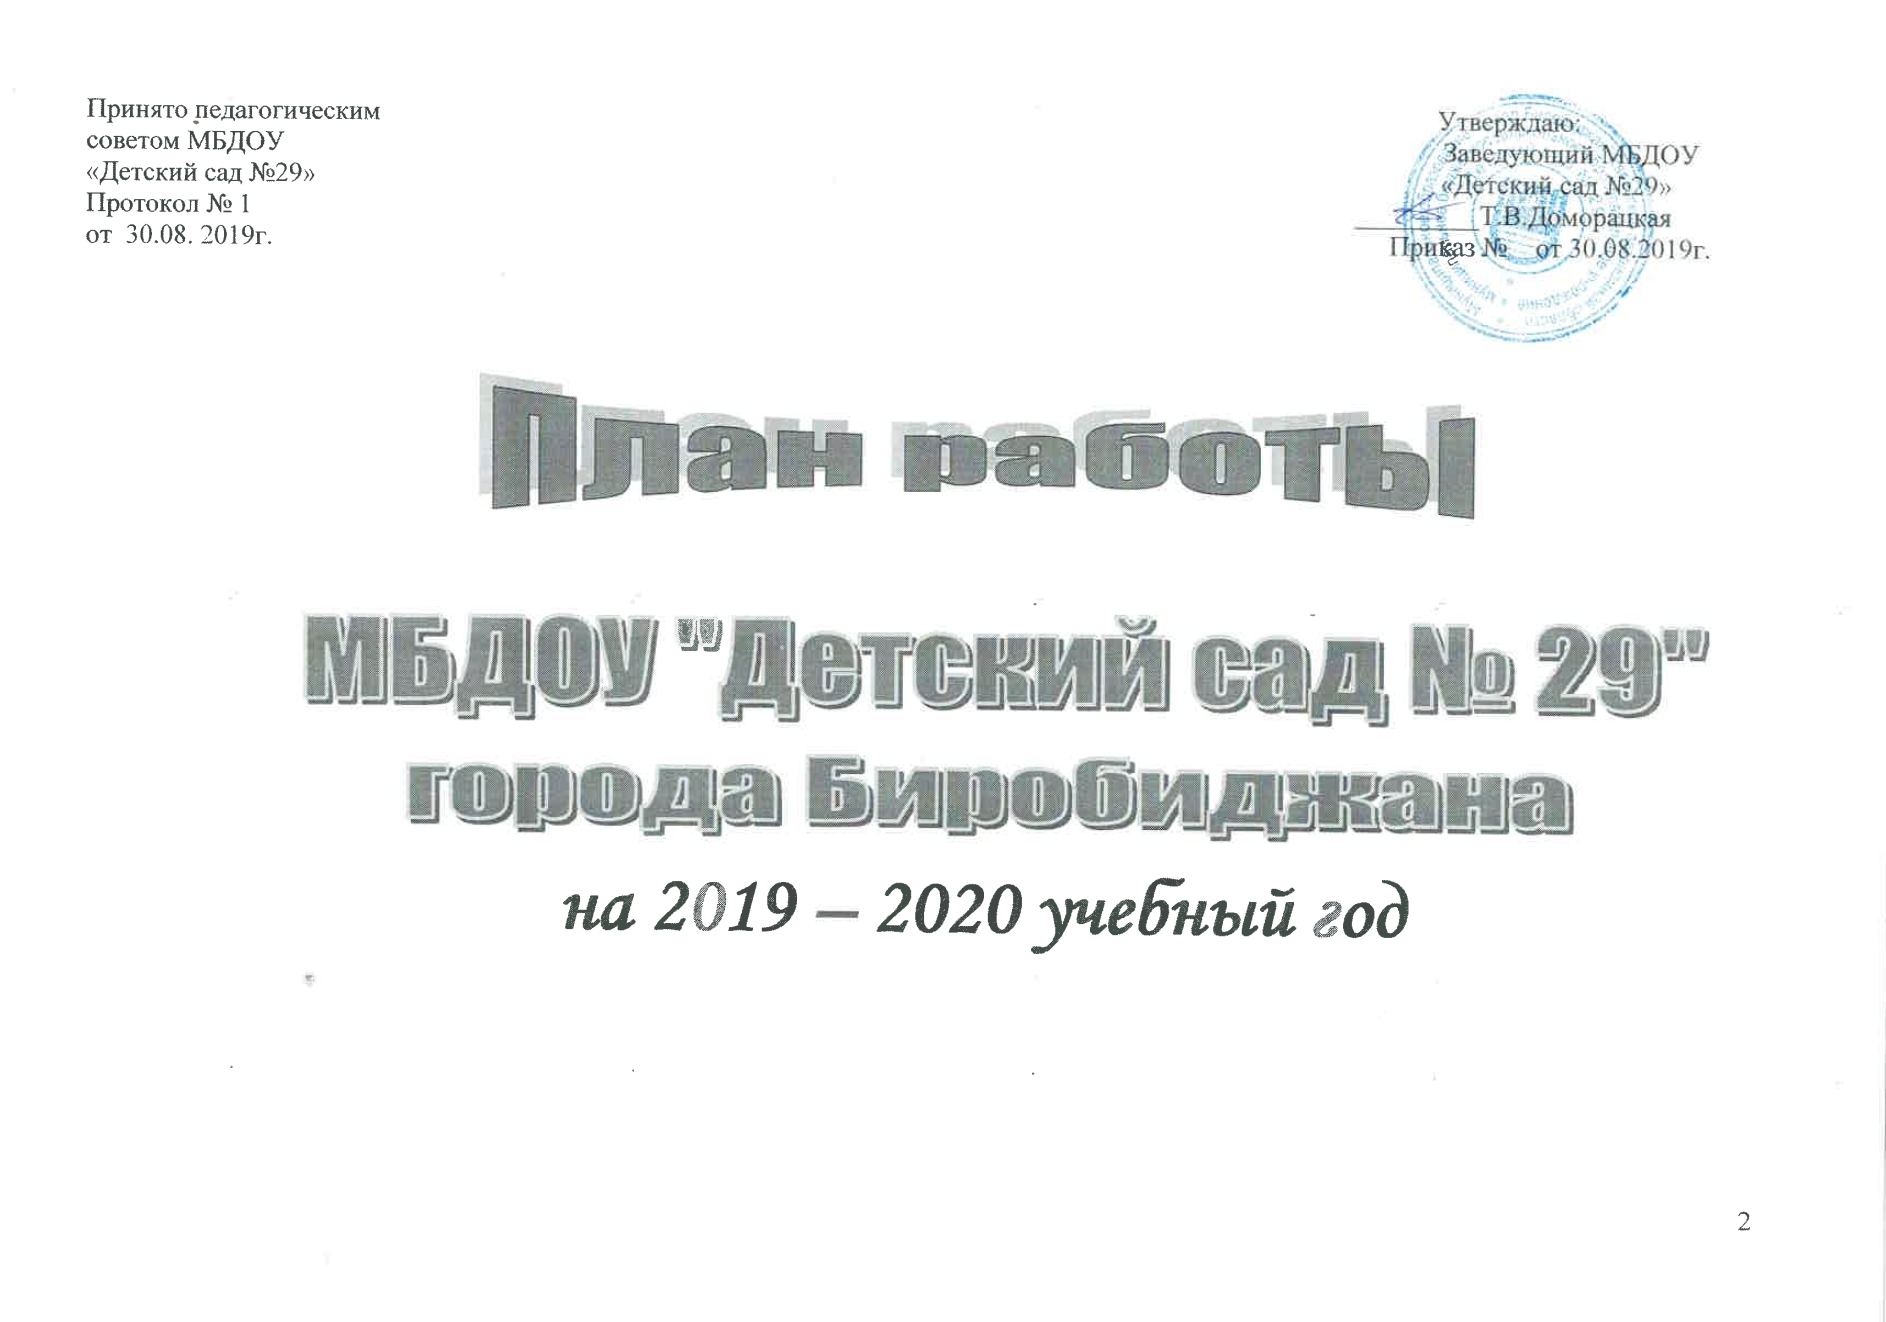 Принято педагогическим
советом МБДОУ
«Детский сад №29»
Протокол № 1
от 30.08. 2019г.
Утверждаю:
Заведующий МБДОУ
«Детский сад №29»
Т.В.Доморацкая
Приказ № от 30.08.2019г.
План работы
МБДОУ "Детский сад № 29"
города Биробиджана
на 2019 – 2020 учебный год
2